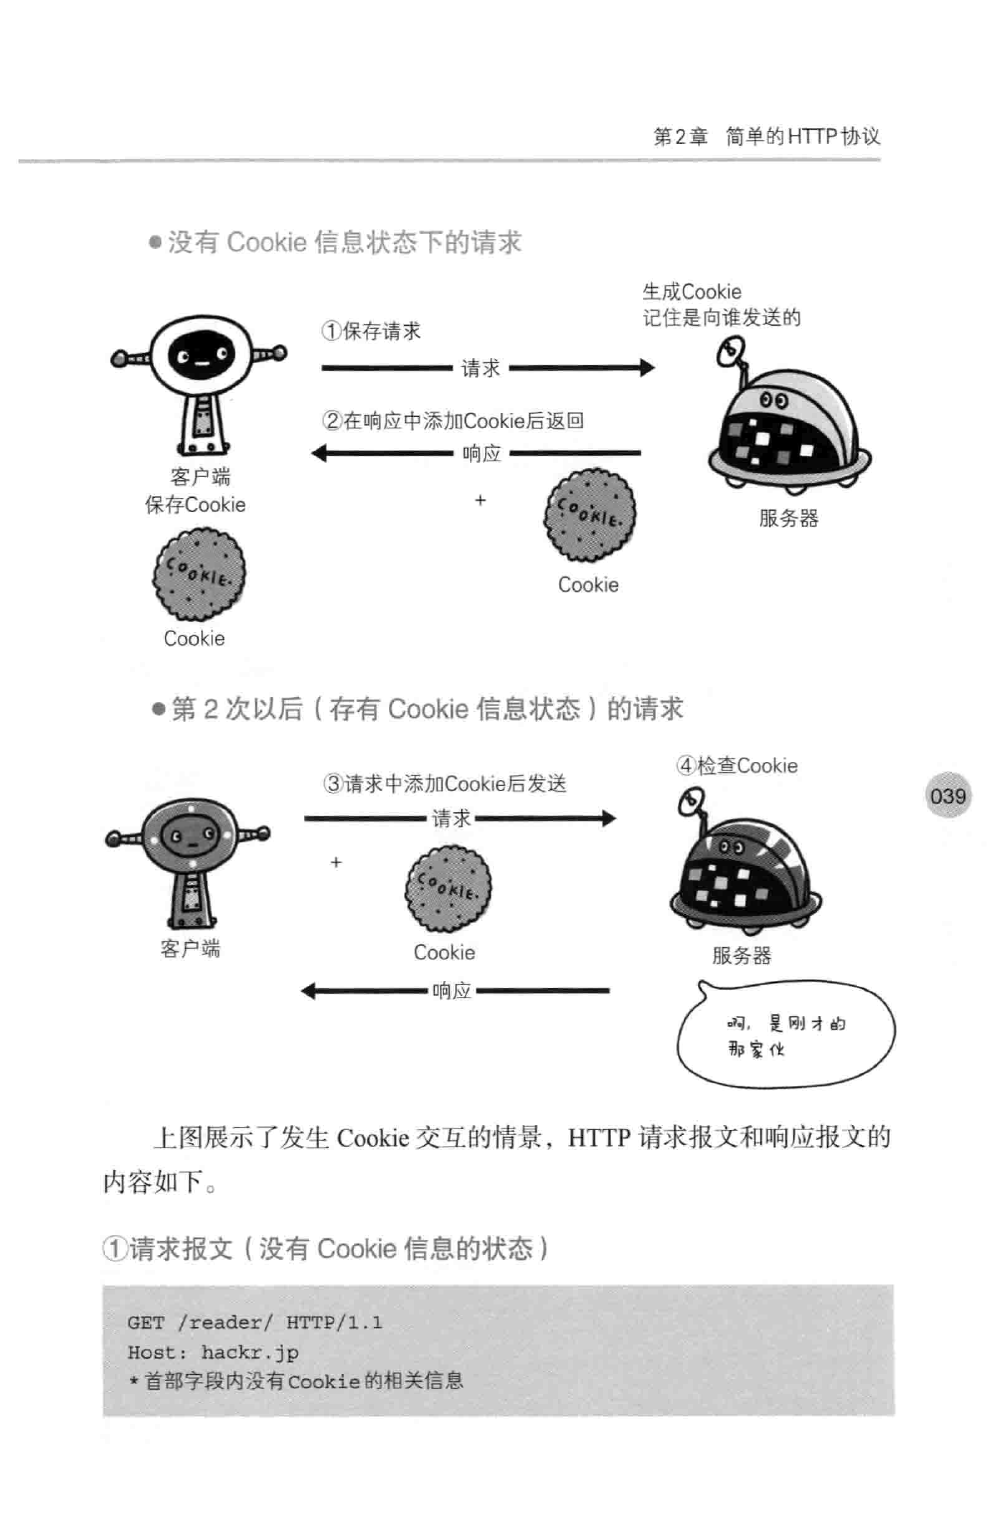 第2章 简单的HTTP协议
●没有 Cookie 信息状态下的请求
生成Cookie
记住是向谁发送的
①保存请求
请求
②在响应中添加Cookie后返回
响应
客户端
保存Cookie
+
COOKIE.
服务器
Cookie
COOKIE.
Cookie
●第 2 次以后（存有 Cookie 信息状态）的请求
④检查Cookie
③请求中添加Cookie后发送
请求
039
+
COOKIE.
客户端
Cookie
服务器
响应
啊，是刚才的
那家伙
上图展示了发生 Cookie 交互的情景，HTTP 请求报文和响应报文的
内容如下。
①请求报文（没有 Cookie 信息的状态）
GET /reader/ HTTP/1.1
Host: hackr.jp
*首部字段内没有Cookie的相关信息